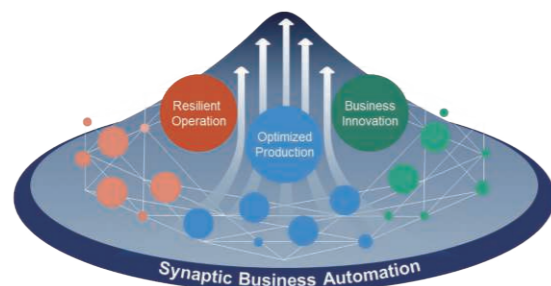 Resilient
Operation
Optimized
Production
Business
Innovation
Synaptic Business Automation